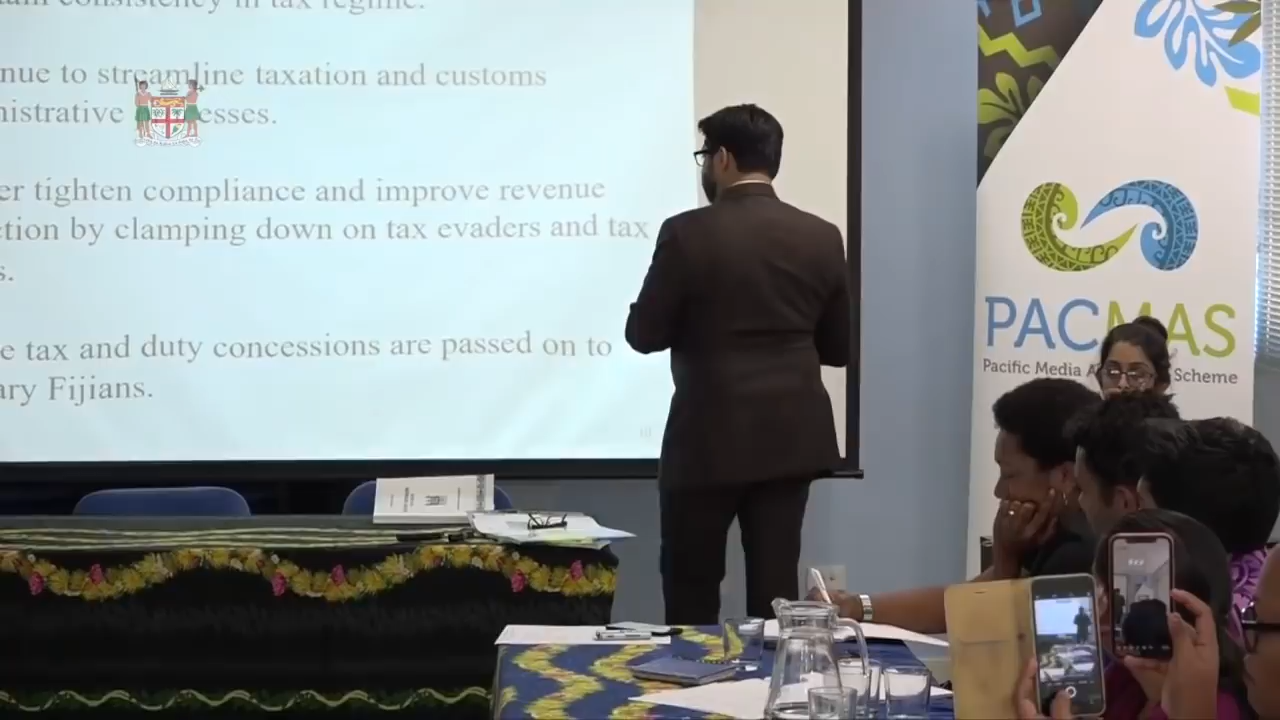 consistency in tax regime.
nue to streamline taxation and customs
nistrative esses.
er tighten compliance and improve revenue
ction by clamping down on tax evaders and tax
s.
e tax and duty concessions are passed on to
ary Fijians.
PACMAS
Pacific Media Scheme